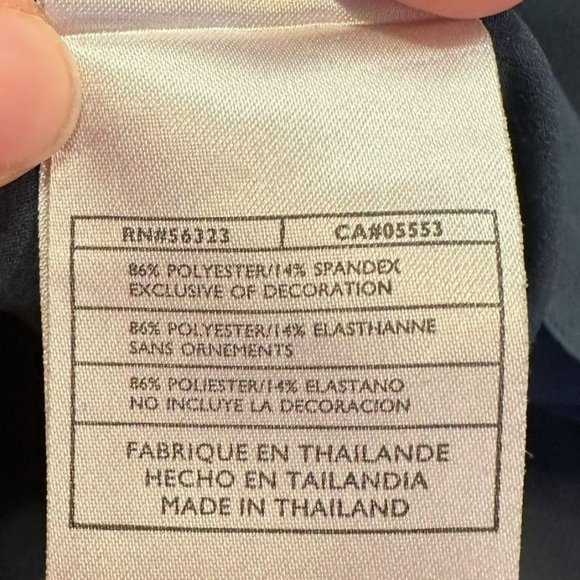 RN#56323 CA#05553
86% POLYESTER/14% SPANDEX
EXCLUSIVE OF DECORATION
86% POLYESTER/14% ELASTHANNE
SANS ORNEMENTS
86% POLIESTER/14% ELASTANO
NO INCLUYE LA DECORACION
FABRIQUE EN THAILANDE
HECHO EN TAILANDIA
MADE IN THAILAND